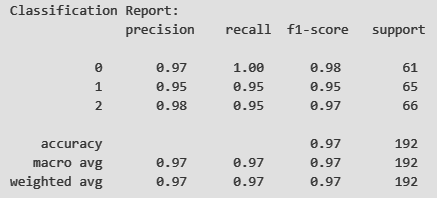 Classification Report:
precision recall f1-score support
0 0.97 1.00 0.98 61
1 0.95 0.95 0.95 65
2 0.98 0.95 0.97 66
accuracy 0.97 192
macro avg 0.97 0.97 0.97 192
weighted avg 0.97 0.97 0.97 192